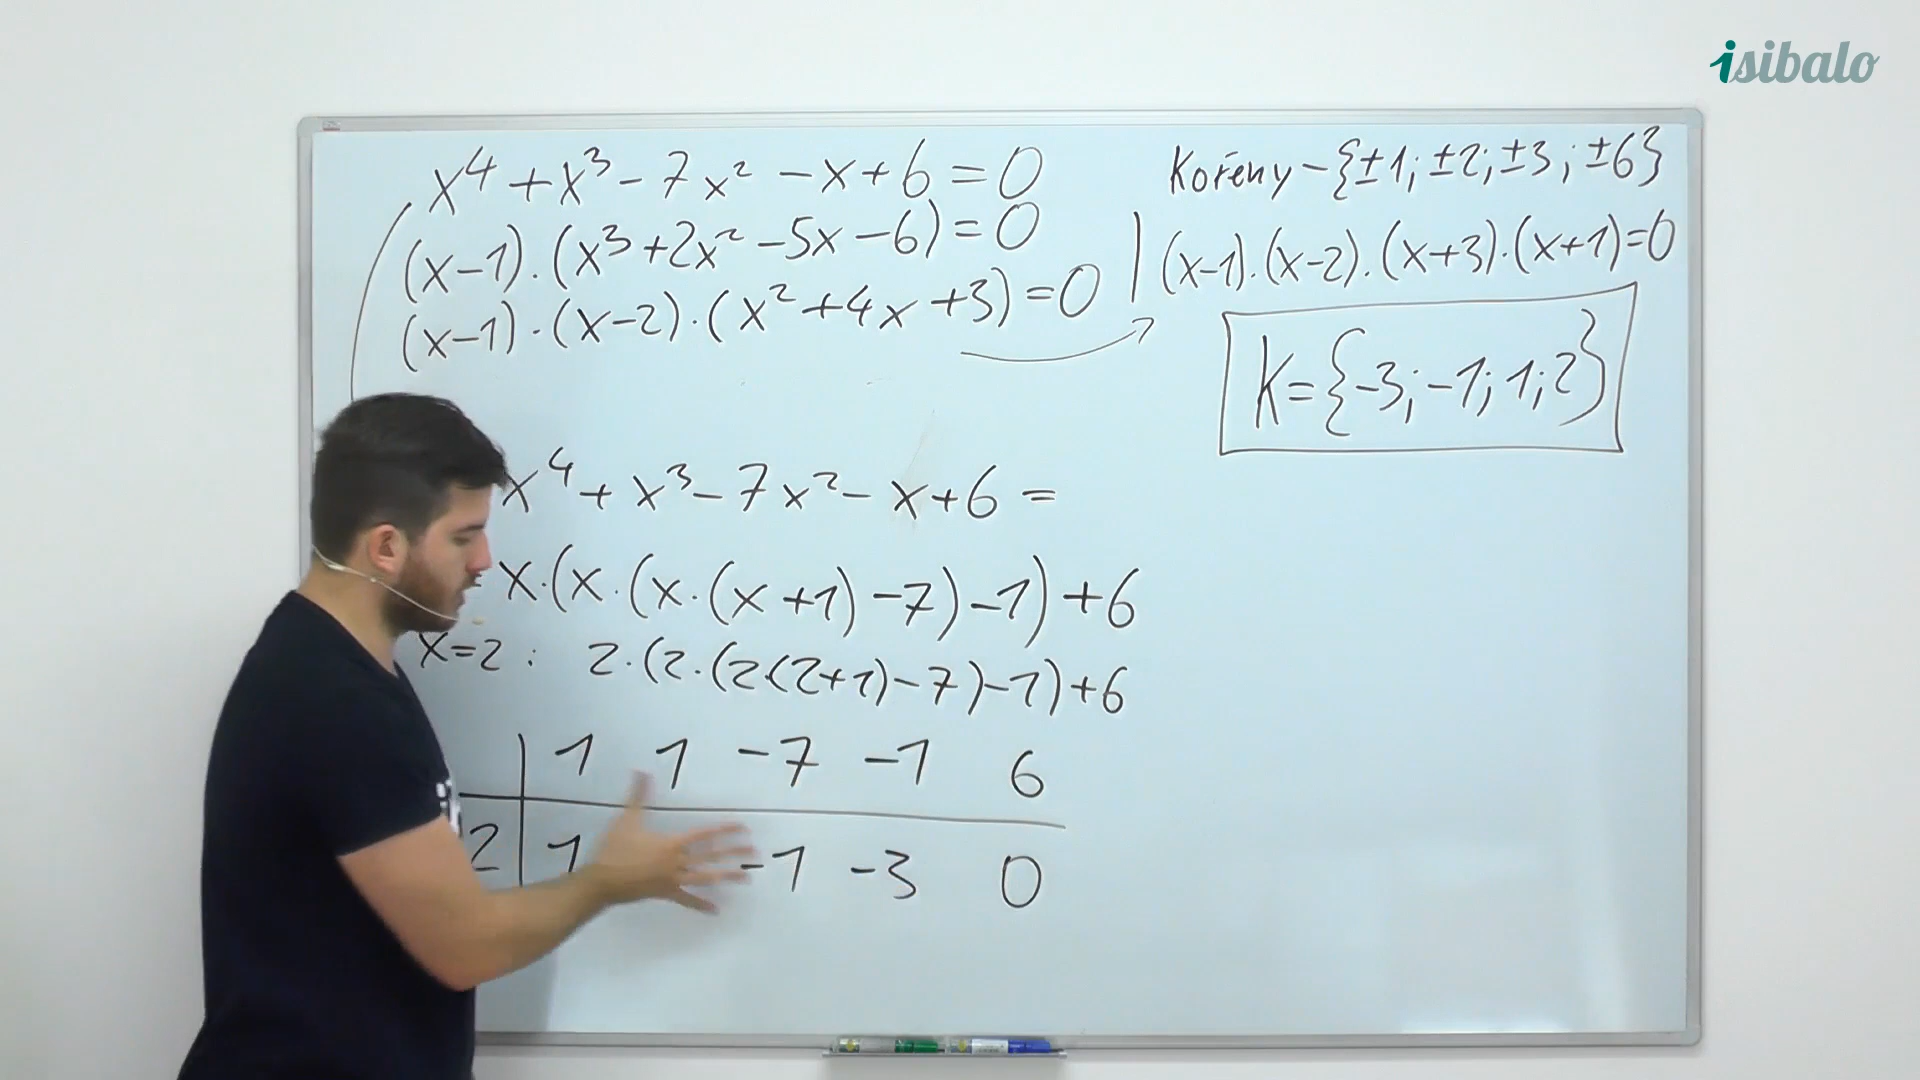 isibalo
x⁴ + x³ - 7x² - x + 6 = 0
(x-1).(x³+2x²-5x-6) = 0
(x-1).(x-2).(x²+4x+3) = 0
Kořeny - {±1; ±2; ±3; ±6}
(x-1).(x-2).(x+3).(x+1)=0
K={-3; -1; 1; 2}
x⁴ + x³ - 7x² - x + 6 =
= x.(x.(x.(x+1)-7)-1)+6
x=2 : 2.(2.(2.(2+1)-7)-1)+6
1 1 -7 -1 6
2 1 -1 -3 0